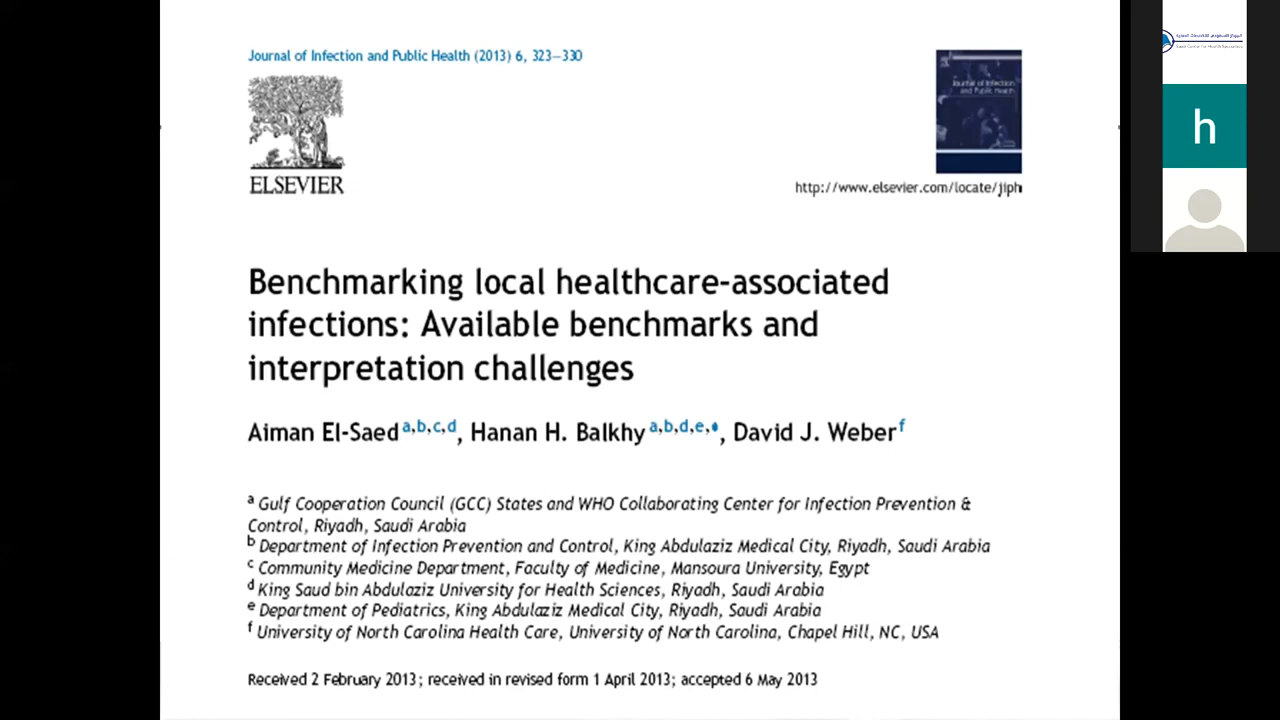 Journal of Infection and Public Health (2013) 6, 323—330
ELSEVIER
Journal of Infection
and Public Health
http://www.elsevier.com/locate/jiph
Benchmarking local healthcare-associated
infections: Available benchmarks and
interpretation challenges
Aiman El-Saed a,b,c,d, Hanan H. Balkhy a,b,d,e,*, David J. Weber f
a Gulf Cooperation Council (GCC) States and WHO Collaborating Center for Infection Prevention &
Control, Riyadh, Saudi Arabia
b Department of Infection Prevention and Control, King Abdulaziz Medical City, Riyadh, Saudi Arabia
c Community Medicine Department, Faculty of Medicine, Mansoura University, Egypt
d King Saud bin Abdulaziz University for Health Sciences, Riyadh, Saudi Arabia
e Department of Pediatrics, King Abdulaziz Medical City, Riyadh, Saudi Arabia
f University of North Carolina Health Care, University of North Carolina, Chapel Hill, NC, USA
Received 2 February 2013; received in revised form 1 April 2013; accepted 6 May 2013
h